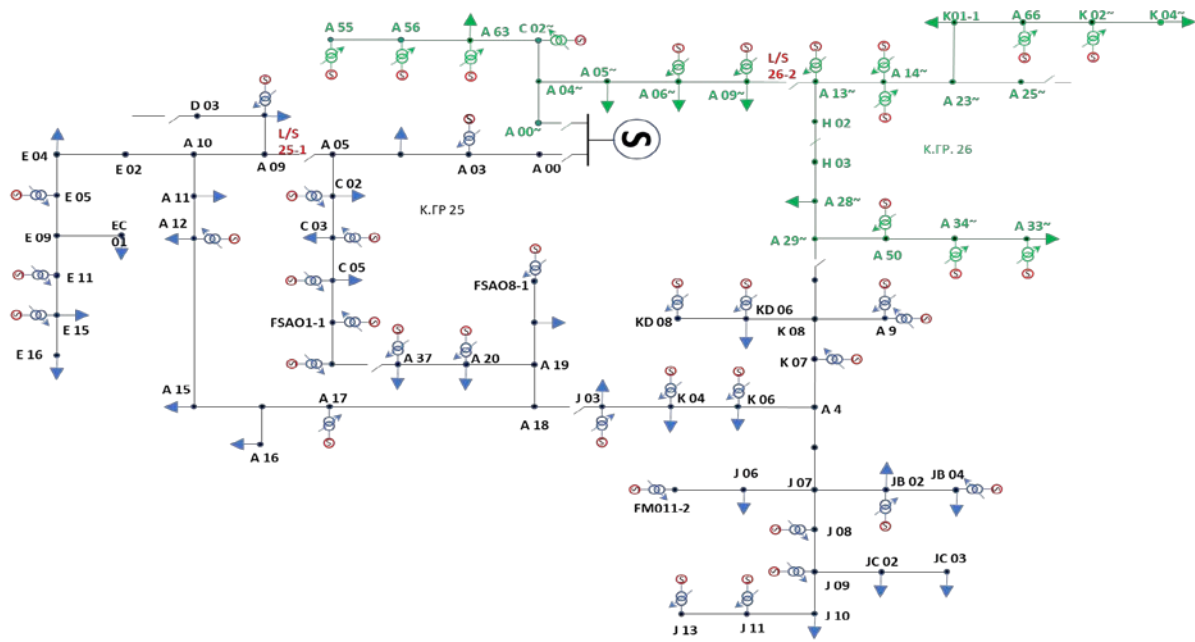 A 55
A 56
A 63
C 02~
K01-1
A 66
K 02~
K 04~
L/S
26-2
A 05~
A 04~
A 06~
A 09~
A 13~
A 14~
A 23~
A 25~
D 03
A 00~
S
H 02
L/S
25-1
E 04
E 02
A 10
A 09
A 05
A 03
A 00
H 03
К.ГР. 26
E 05
A 11
C 02
К.ГР 25
A 28~
A 12
EC
01
C 03
E 09
A 29~
A 50
A 34~
A 33~
E 11
C 05
FSAO8-1
KD 08
KD 06
K 08
A 9
E 15
FSAO1-1
E 16
A 37
A 20
A 19
K 07
A 15
A 17
A 18
J 03
K 04
K 06
A 4
A 16
J 06
J 07
JB 02
JB 04
FM011-2
J 08
J 09
JC 02
JC 03
J 13
J 11
J 10